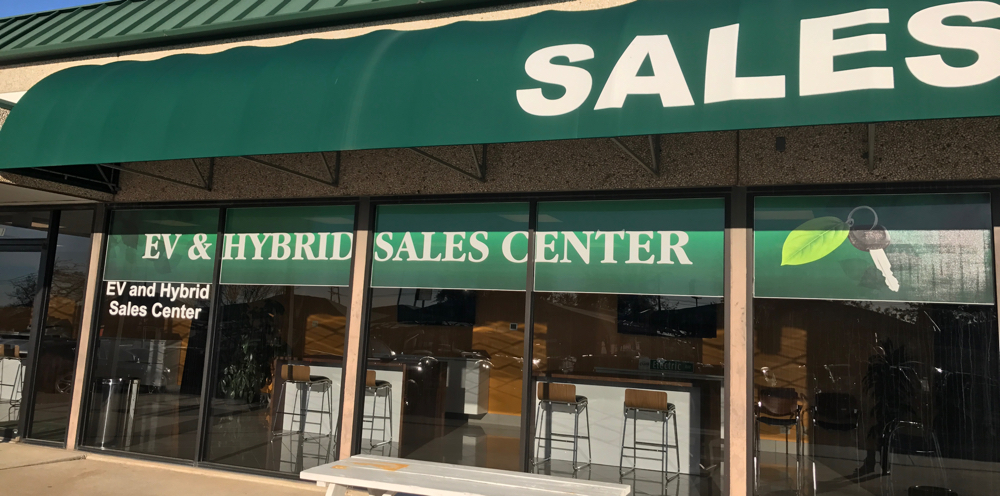 SALES
EV & HYBRID SALES CENTER
EV and Hybrid
Sales Center